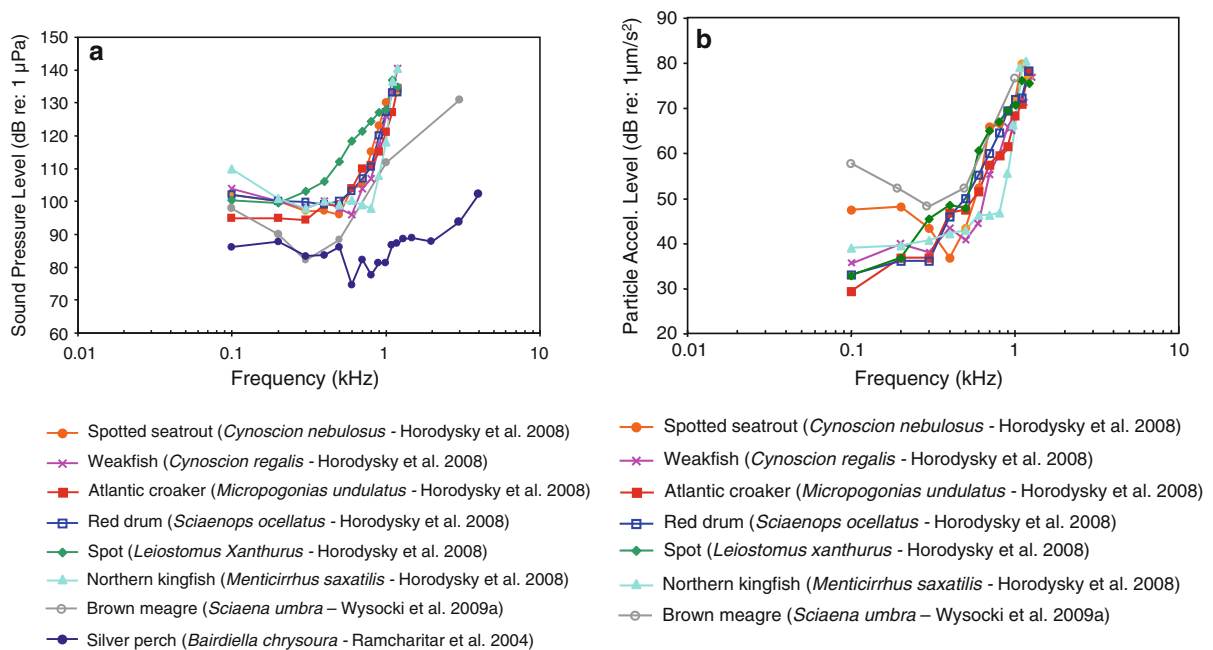 a
Sound Pressure Level (dB re: 1 µPa)
150
140
130
120
110
100
90
80
70
60
0.01
0.1
1
10
Frequency (kHz)
Spotted seatrout (Cynoscion nebulosus - Horodysky et al. 2008)
Weakfish (Cynoscion regalis - Horodysky et al. 2008)
Atlantic croaker (Micropogonias undulatus - Horodysky et al. 2008)
Red drum (Sciaenops ocellatus - Horodysky et al. 2008)
Spot (Leiostomus Xanthurus - Horodysky et al. 2008)
Northern kingfish (Menticirrhus saxatilis - Horodysky et al. 2008)
Brown meagre (Sciaena umbra – Wysocki et al. 2009a)
Silver perch (Bairdiella chrysoura - Ramcharitar et al. 2004)
b
Particle Accel. Level (dB re: 1µm/s²)
90
80
70
60
50
40
30
20
0.01
0.1
1
10
Frequency (kHz)
Spotted seatrout (Cynoscion nebulosus - Horodysky et al. 2008)
Weakfish (Cynoscion regalis - Horodysky et al. 2008)
Atlantic croaker (Micropogonias undulatus - Horodysky et al. 2008)
Red drum (Sciaenops ocellatus - Horodysky et al. 2008)
Spot (Leiostomus xanthurus - Horodysky et al. 2008)
Northern kingfish (Menticirrhus saxatilis - Horodysky et al. 2008)
Brown meagre (Sciaena umbra – Wysocki et al. 2009a)